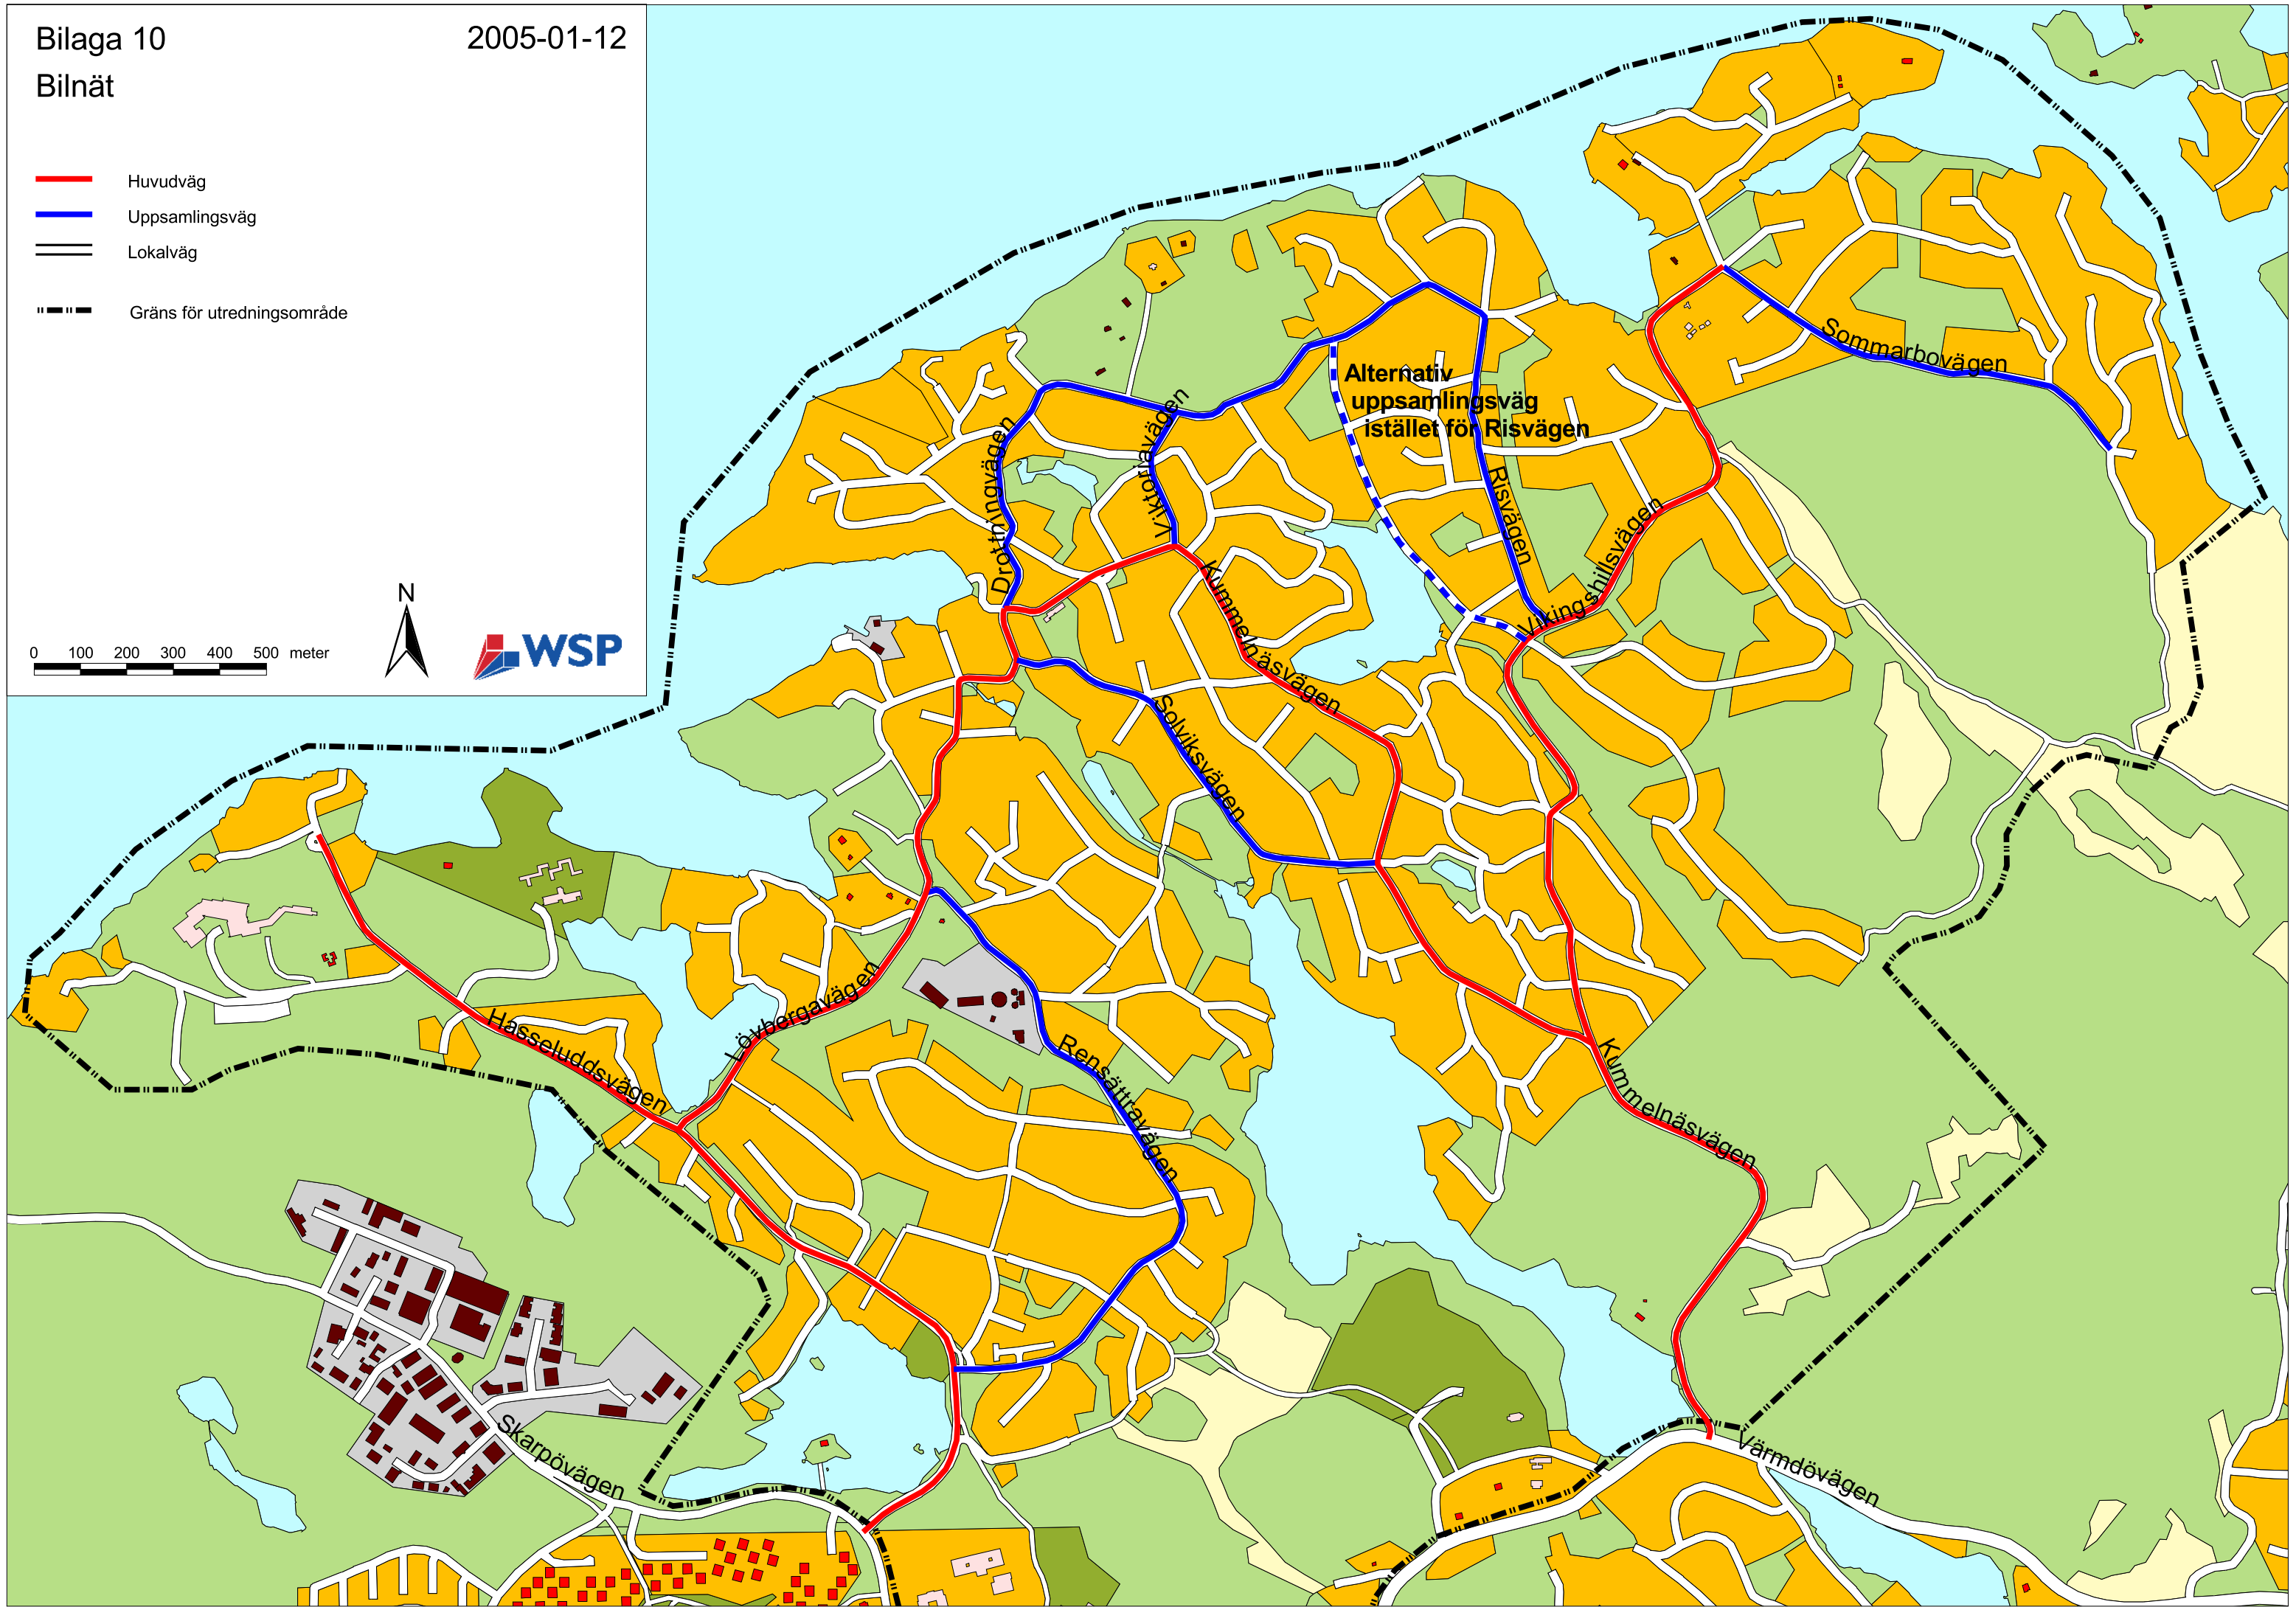 Bilaga 10
2005-01-12
Bilnät
Huvudväg
Uppsamlingsväg
Lokalväg
Gräns för utredningsområde
N
0 100 200 300 400 500 meter
WSP
Sommarbovägen
Alternativ
uppsamlingsväg
istället för Risvägen
Drottningvägen
Viktoriavägen
Risvägen
Vikingshillsvägen
Kummelnäsvägen
Solviksvägen
Lövbergavägen
Hasseluddsvägen
Rensättravägen
Kummelnäsvägen
Skarpövägen
Värmdövägen